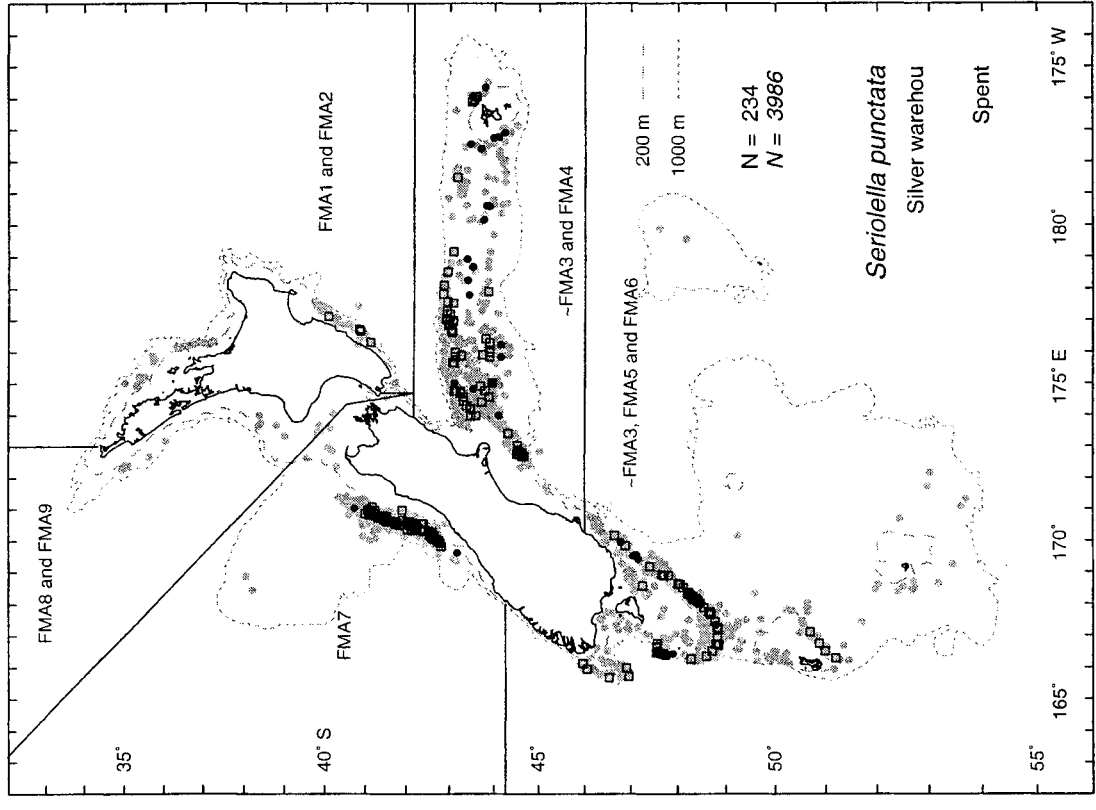 FMA8 and FMA9
FMA1 and FMA2
FMA7
~FMA3 and FMA4
~FMA3, FMA5 and FMA6
200 m
1000 m
N = 234
N = 3986
Seriolella punctata
Silver warehou
Spent
35°
40° S
45°
50°
55°
165°
170°
175° E
180°
175° W